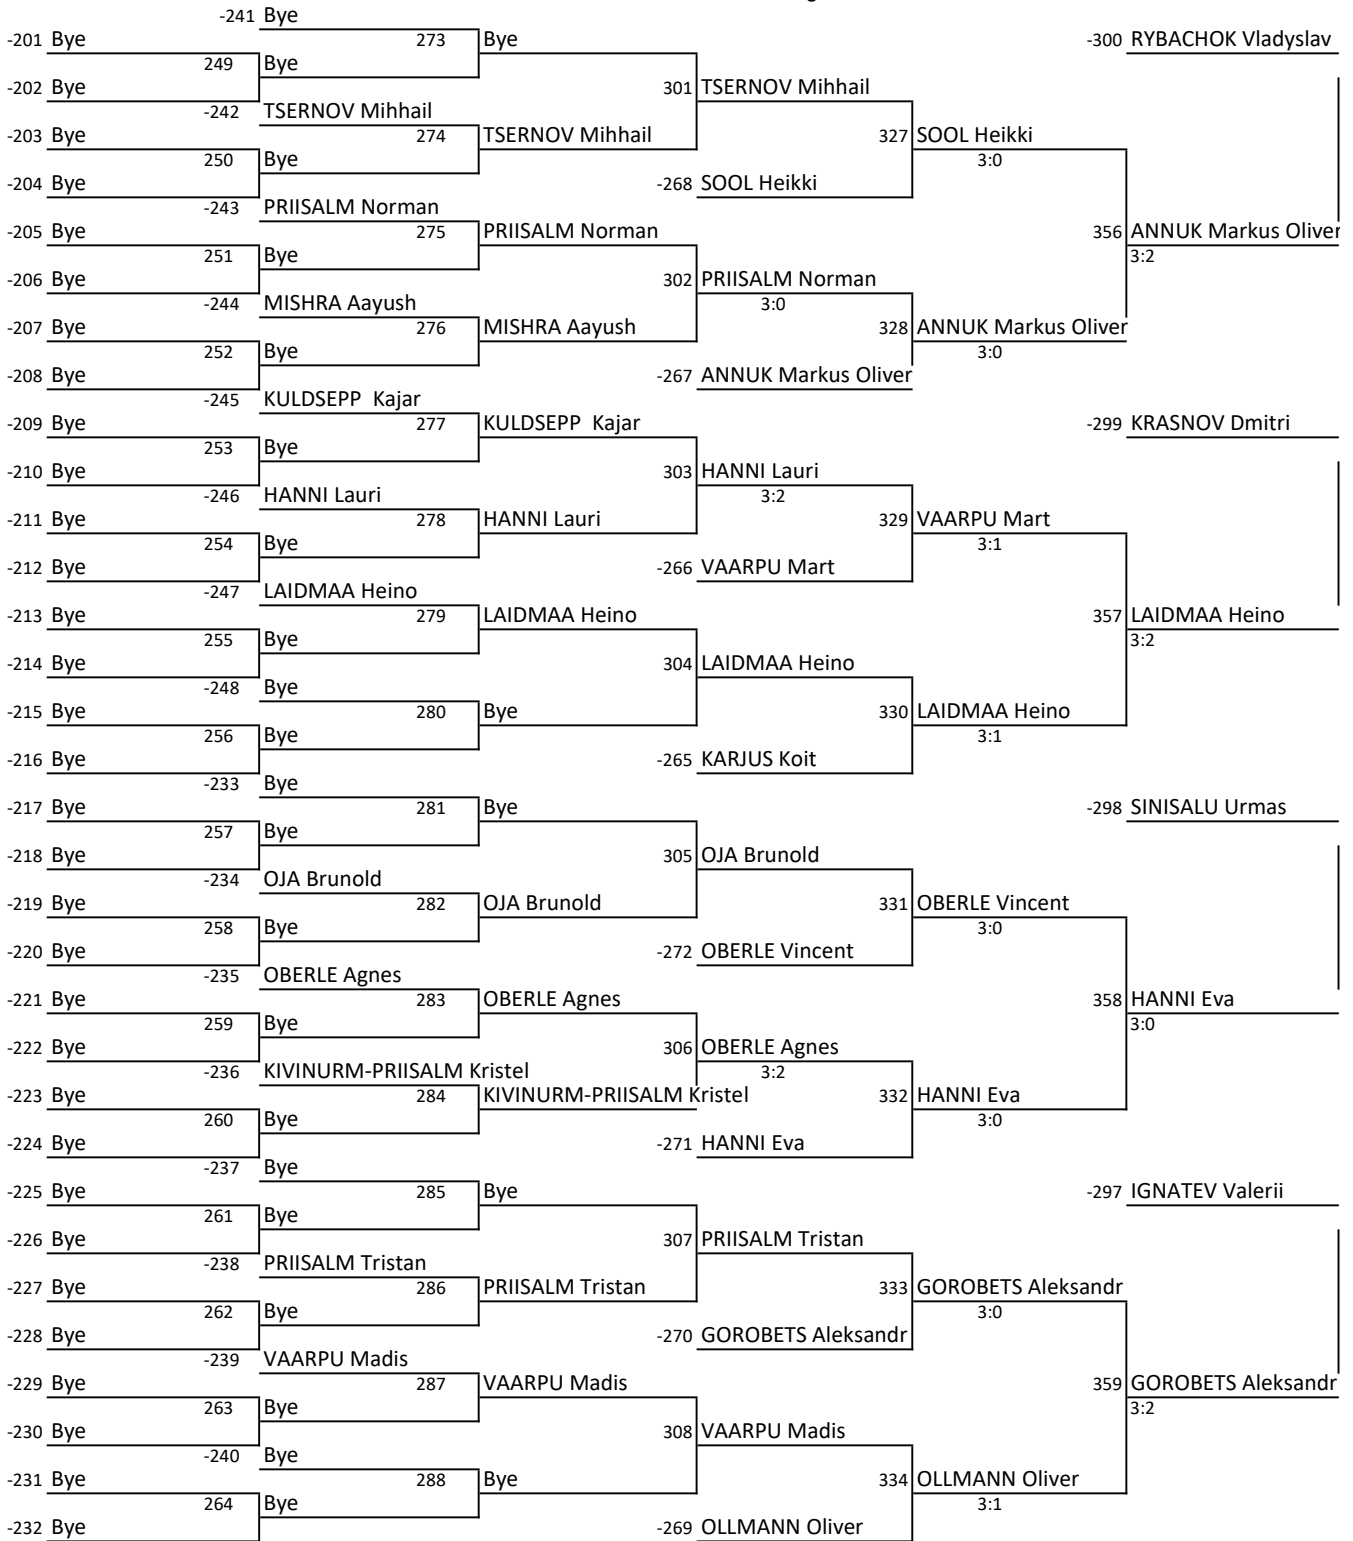 -241 Bye
-201 Bye 273 Bye -300 RYBACHOK Vladyslav
249 Bye
-202 Bye 301 TSERNOV Mihhail
-242 TSERNOV Mihhail
-203 Bye 274 TSERNOV Mihhail 327 SOOL Heikki
250 Bye 3:0
-204 Bye -268 SOOL Heikki
-243 PRIISALM Norman
-205 Bye 275 PRIISALM Norman 356 ANNUK Markus Oliver
251 Bye 3:2
-206 Bye 302 PRIISALM Norman
-244 MISHRA Aayush 3:0
-207 Bye 276 MISHRA Aayush 328 ANNUK Markus Oliver
252 Bye 3:0
-208 Bye -267 ANNUK Markus Oliver
-245 KULDSEPP Kajar
-209 Bye 277 KULDSEPP Kajar -299 KRASNOV Dmitri
253 Bye
-210 Bye 303 HANNI Lauri
-246 HANNI Lauri 3:2
-211 Bye 278 HANNI Lauri 329 VAARPU Mart
254 Bye 3:1
-212 Bye -266 VAARPU Mart
-247 LAIDMAA Heino
-213 Bye 279 LAIDMAA Heino 357 LAIDMAA Heino
255 Bye 3:2
-214 Bye 304 LAIDMAA Heino
-248 Bye
-215 Bye 280 Bye 330 LAIDMAA Heino
256 Bye 3:1
-216 Bye -265 KARJUS Koit
-233 Bye
-217 Bye 281 Bye -298 SINISALU Urmas
257 Bye
-218 Bye 305 OJA Brunold
-234 OJA Brunold
-219 Bye 282 OJA Brunold 331 OBERLE Vincent
258 Bye 3:0
-220 Bye -272 OBERLE Vincent
-235 OBERLE Agnes
-221 Bye 283 OBERLE Agnes 358 HANNI Eva
259 Bye 3:0
-222 Bye 306 OBERLE Agnes
-236 KIVINURM-PRIISALM Kristel 3:2
-223 Bye 284 KIVINURM-PRIISALM Kristel 332 HANNI Eva
260 Bye 3:0
-224 Bye -271 HANNI Eva
-237 Bye
-225 Bye 285 Bye -297 IGNATEV Valerii
261 Bye
-226 Bye 307 PRIISALM Tristan
-238 PRIISALM Tristan
-227 Bye 286 PRIISALM Tristan 333 GOROBETS Aleksandr
262 Bye 3:0
-228 Bye -270 GOROBETS Aleksandr
-239 VAARPU Madis
-229 Bye 287 VAARPU Madis 359 GOROBETS Aleksandr
263 Bye 3:2
-230 Bye 308 VAARPU Madis
-240 Bye
-231 Bye 288 Bye 334 OLLMANN Oliver
264 Bye 3:1
-232 Bye -269 OLLMANN Oliver